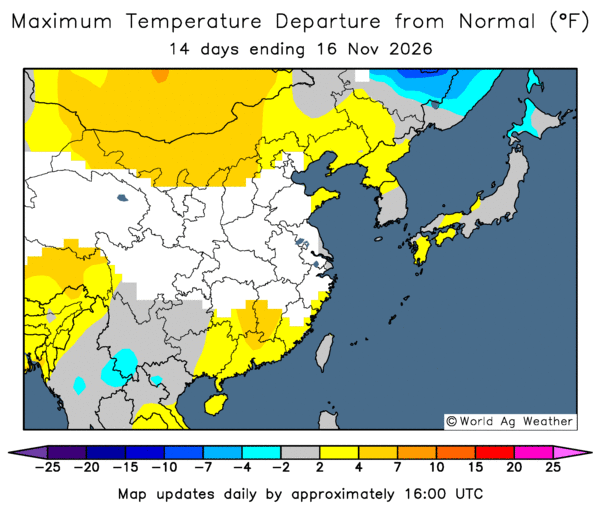 Maximum Temperature Departure from Normal (°F)
14 days ending 16 Nov 2026
© World Ag Weather
-25 -20 -15 -10 -7 -4 -2 2 4 7 10 15 20 25
Map updates daily by approximately 16:00 UTC